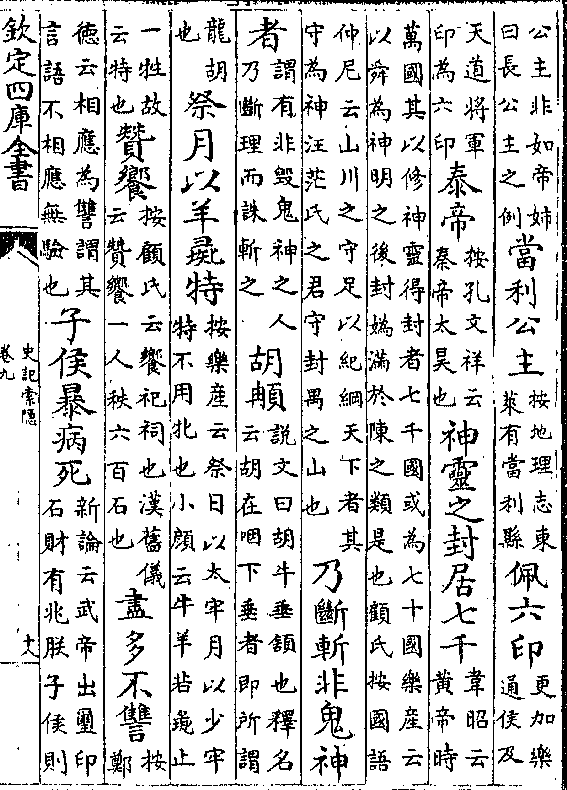 公主非如帝姊曰長公主之例當利公主按地理志東萊有當利縣佩六印更加樂通侯及
天道將軍印為六印泰帝按孔文祥云秦帝太昊也神靈之封居七千韋昭云黄帝時
萬國其以修神靈得封者七千國或為七十國樂産云以舜為神明之後封媯滿於陳之類是也顧氏按國語
仲尼云山川之守足以紀綱天下者其守為神汪茫氏之君守封禺之山也乃斷斬非鬼神
者謂有非毁鬼神之人乃斷理而誅斬之胡䫇說文曰胡牛垂頷也釋名云胡在咽下垂者即所謂
龍胡也祭月以羊彘特按樂産云祭日以太牢月以少牢特不用牝也小顔云牛羊若彘止
一牲故云特也贊饗按顧氏云饗祀祠也漢舊儀云贊饗一人秩六百石也盡多不讐按鄭
德云相應為讐謂其言語不相應無驗也子侯暴病死新論云武帝出璽印石財有兆朕子侯則
欽定四庫全書
史記索隱
卷九